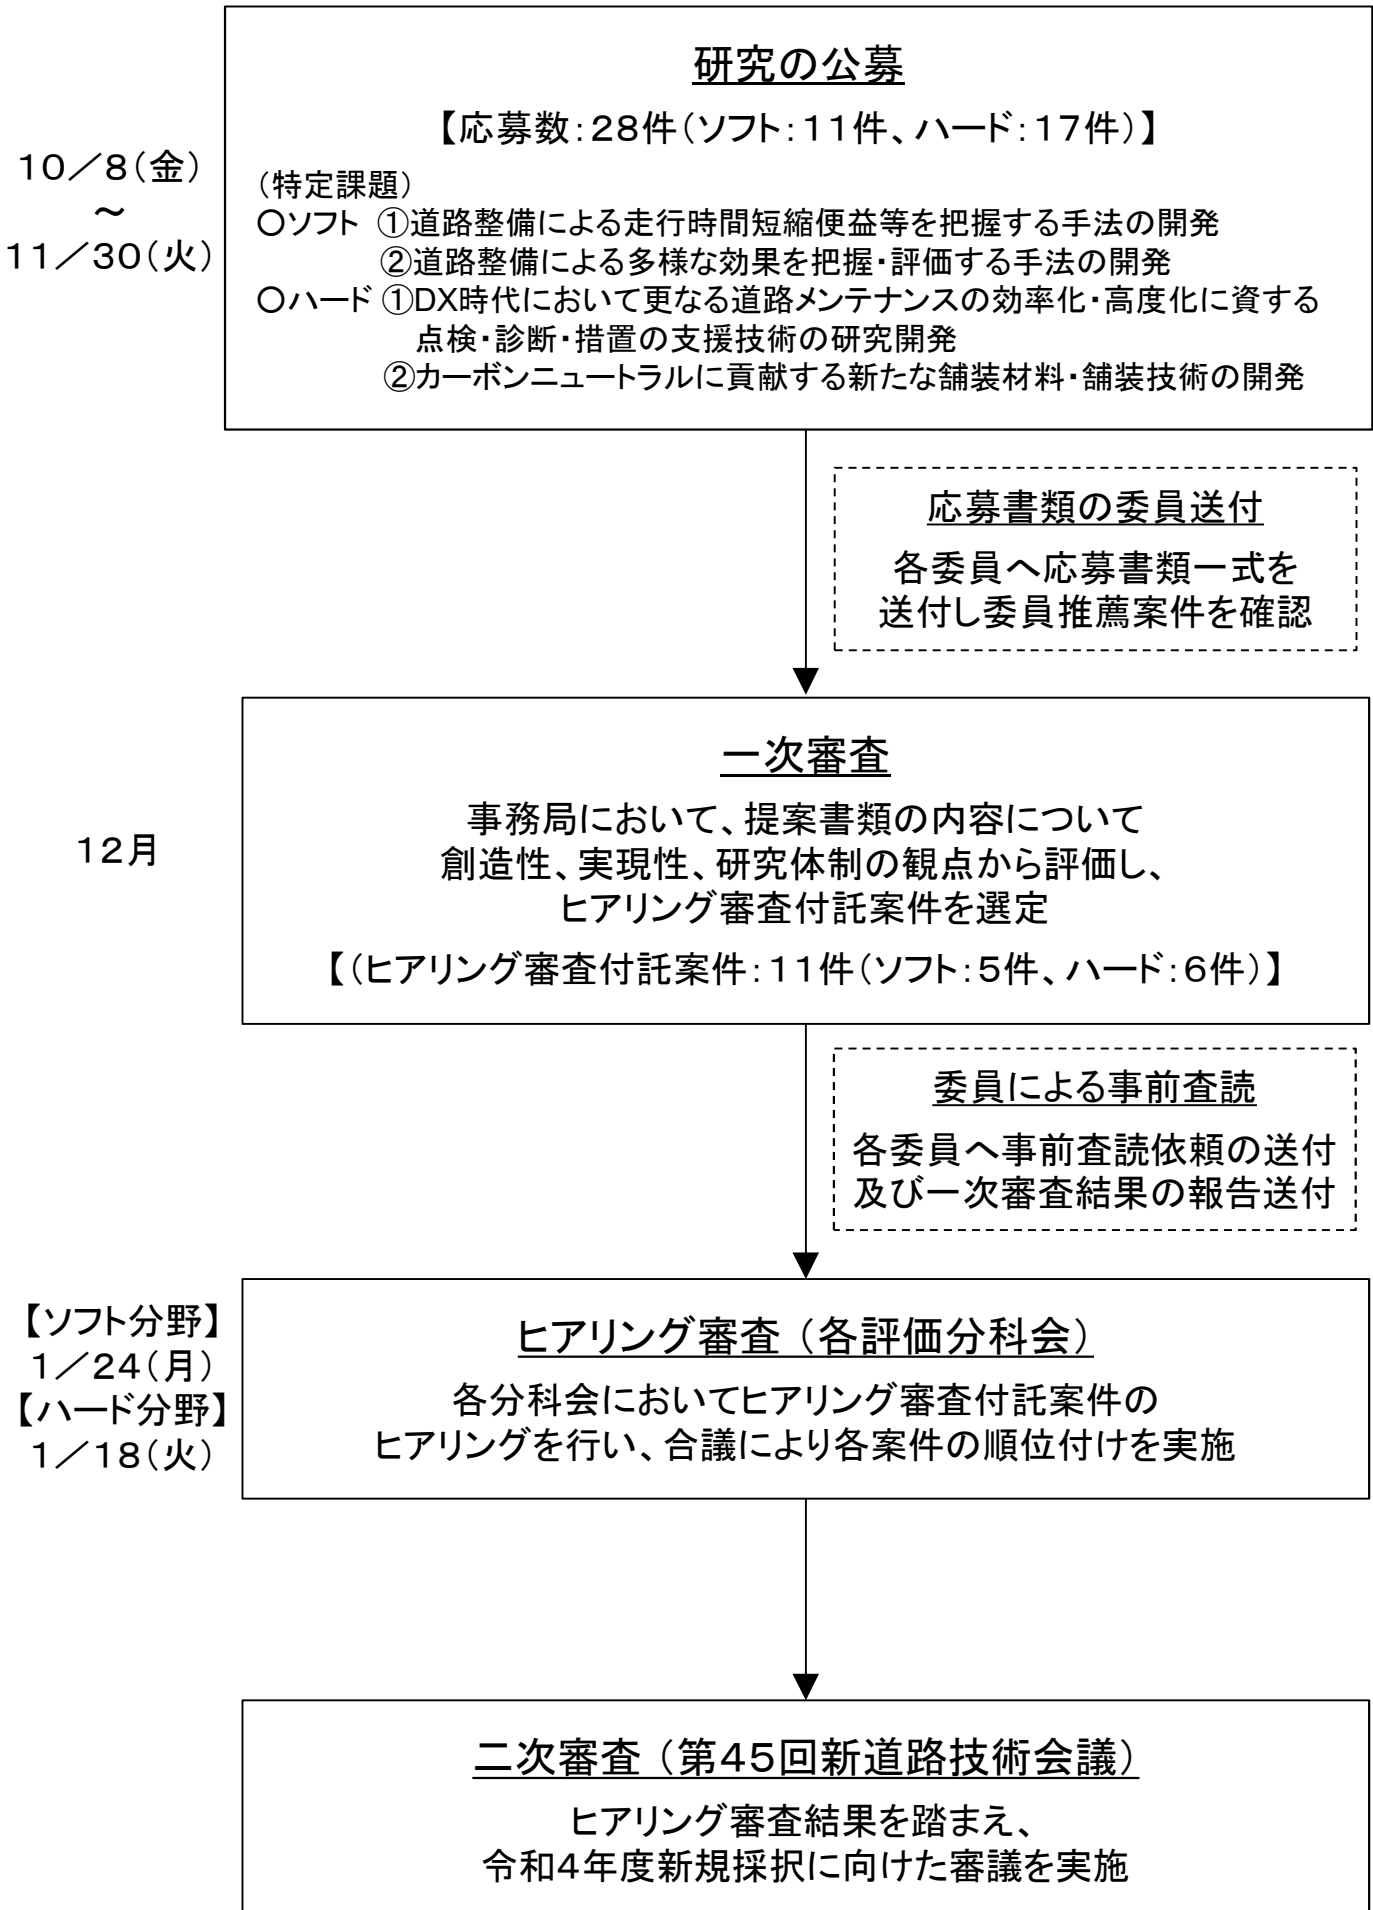 研究の公募
【応募数：２８件（ソフト：１１件、ハード：１７件）】
１０／８（金）
～
１１／３０（火）
（特定課題）
○ソフト ①道路整備による走行時間短縮便益等を把握する手法の開発
②道路整備による多様な効果を把握・評価する手法の開発
○ハード ①DX時代において更なる道路メンテナンスの効率化・高度化に資する
点検・診断・措置の支援技術の研究開発
②カーボンニュートラルに貢献する新たな舗装材料・舗装技術の開発
応募書類の委員送付
各委員へ応募書類一式を
送付し委員推薦案件を確認
１２月
一次審査
事務局において、提案書類の内容について
創造性、実現性、研究体制の観点から評価し、
ヒアリング審査付託案件を選定
【（ヒアリング審査付託案件：１１件（ソフト：５件、ハード：６件）】
委員による事前査読
各委員へ事前査読依頼の送付
及び一次審査結果の報告送付
【ソフト分野】
１／２４（月）
【ハード分野】
１／１８（火）
ヒアリング審査（各評価分科会）
各分科会においてヒアリング審査付託案件の
ヒアリングを行い、合議により各案件の順位付けを実施
二次審査（第４５回新道路技術会議）
ヒアリング審査結果を踏まえ、
令和４年度新規採択に向けた審議を実施